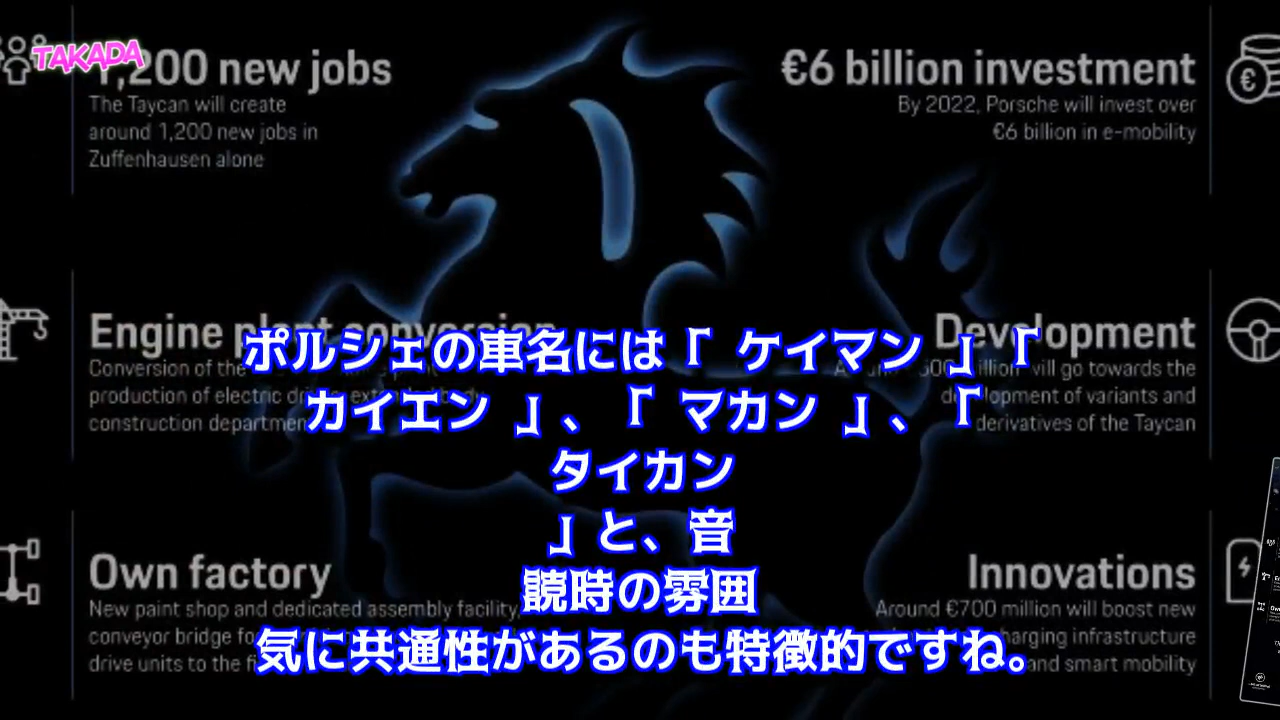 TAKADA
1,200 new jobs
The Taycan will create
around 1,200 new jobs in
Zuffenhausen alone
€6 billion investment
By 2022, Porsche will invest over
€6 billion in e-mobility
Engine plant conversion
Conversion of the
production of electric
construction departmen
Development
will go towards the
development of variants and
derivatives of the Taycan
ポルシェの車名には「 ケイマン 」「
カイエン 」、「 マカン 」、「
タイカン
」と、音
読時の雰囲
気に共通性があるのも特徴的ですね。
Own factory
New paint shop and dedicated assembly facility,
conveyor bridge fo
drive units to the
Innovations
Around €700 million will boost new
charging infrastructure
and smart mobility